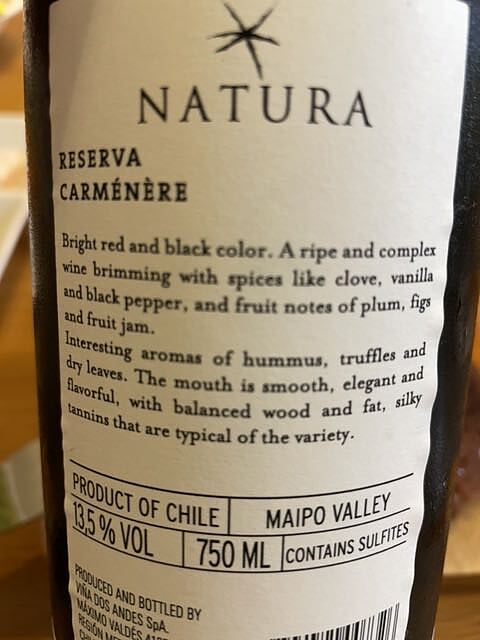 NATURA
RESERVA
CARMÉNÈRE
Bright red and black color. A ripe and complex
wine brimming with spices like clove, vanilla
and black pepper, and fruit notes of plum, figs
and fruit jam.
Interesting aromas of hummus, truffles and
dry leaves. The mouth is smooth, elegant and
flavorful, with balanced wood and fat, silky
tannins that are typical of the variety.
PRODUCT OF CHILE MAIPO VALLEY
13,5 % VOL 750 ML CONTAINS SULFITES
PRODUCED AND BOTTLED BY
VIÑA DOS ANDES SpA.
MÁXIMO VALDÉS
REGIÓN